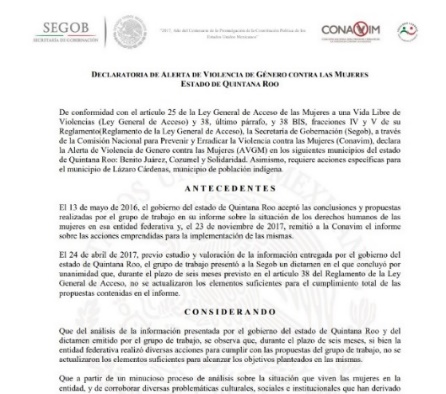 SEGOB
SECRETARÍA DE GOBERNACIÓN
"2017, Año del Centenario de la Promulgación de la Constitución Política de los
Estados Unidos Mexicanos"
CONAVIM
DECLARATORIA DE ALERTA DE VIOLENCIA DE GÉNERO CONTRA LAS MUJERES
ESTADO DE QUINTANA ROO
De conformidad con el artículo 25 de la Ley General de Acceso de las Mujeres a una Vida Libre de
Violencias (Ley General de Acceso) y 38, último párrafo, y 38 BIS, fracciones IV y V de su
Reglamento(Reglamento de la Ley General de Acceso), la Secretaría de Gobernación (Segob), a través
de la Comisión Nacional para Prevenir y Erradicar la Violencia contra las Mujeres (Conavim), declara
la Alerta de Violencia de Genero contra las Mujeres (AVGM) en los siguientes municipios del estado
de Quintana Roo: Benito Juárez, Cozumel y Solidaridad. Asimismo, requiere acciones específicas para
el municipio de Lázaro Cárdenas, municipio de población indígena.
ANTECEDENTES
El 13 de mayo de 2016, el gobierno del estado de Quintana Roo aceptó las conclusiones y propuestas
realizadas por el grupo de trabajo en su informe sobre la situación de los derechos humanos de las
mujeres en esa entidad federativa y, el 23 de noviembre de 2017, remitió a la Conavim el informe
sobre las acciones emprendidas para la implementación de las mismas.
El 24 de abril de 2017, previo estudio y valoración de la información entregada por el gobierno del
estado de Quintana Roo, el grupo de trabajo presentó a la Segob un dictamen en el que concluyó por
unanimidad que, durante el plazo de seis meses previsto en el artículo 38 del Reglamento de la Ley
General de Acceso, no se actualizaron los elementos suficientes para el cumplimiento total de las
propuestas contenidas en el informe.
CONSIDERANDO
Que del análisis de la información presentada por el gobierno del estado de Quintana Roo y del
dictamen emitido por el grupo de trabajo, se observa que, durante el plazo de seis meses, si bien la
entidad federativa realizó diversas acciones para cumplir con las propuestas del grupo de trabajo, no se
actualizaron los elementos suficientes para alcanzar los objetivos planteados en las mismas.
Que a partir de un minucioso proceso de análisis sobre la situación que viven las mujeres en la
entidad, y de corroborar diversas problemáticas culturales, sociales e institucionales que han derivado